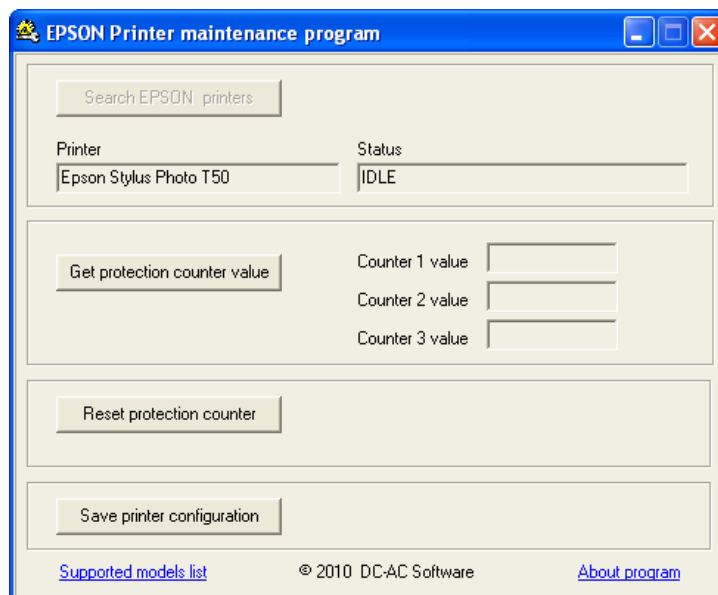 EPSON Printer maintenance program
Search EPSON printers
Printer
Status
Epson Stylus Photo T50
IDLE
Get protection counter value
Counter 1 value
Counter 2 value
Counter 3 value
Reset protection counter
Save printer configuration
Supported models list
© 2010 DC-AC Software
About program